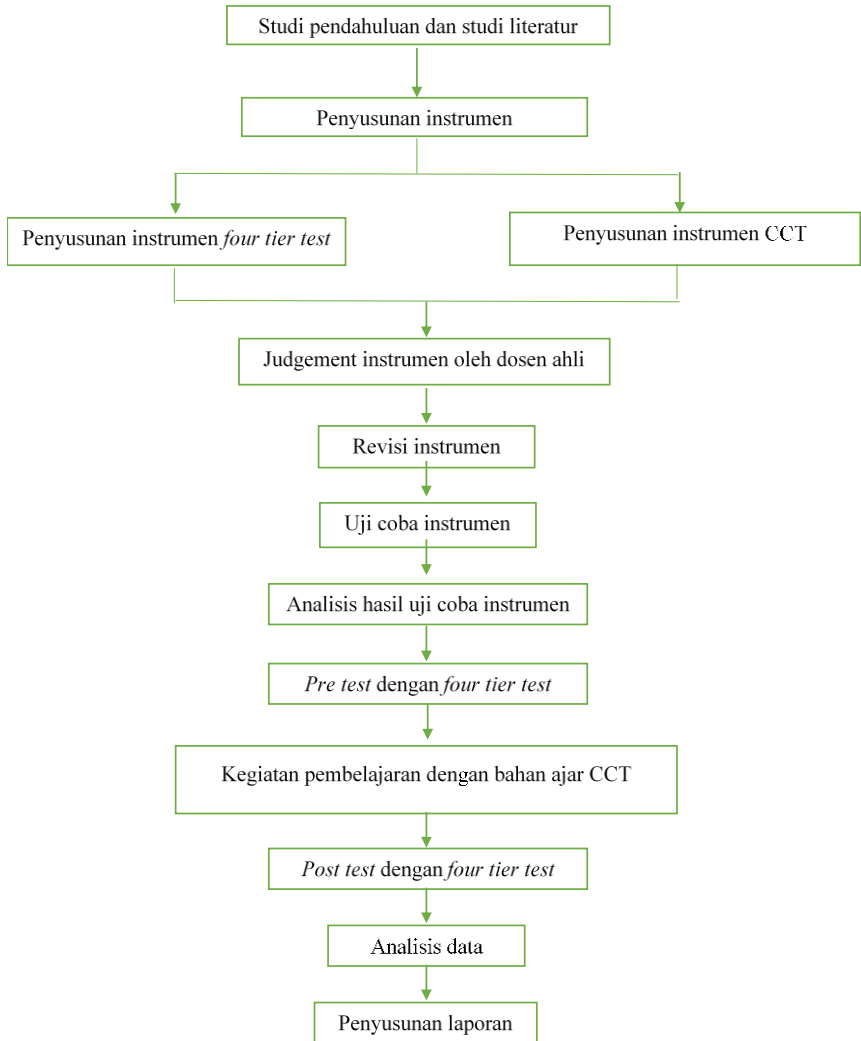 Studi pendahuluan dan studi literatur
Penyusunan instrumen
Penyusunan instrumen four tier test
Penyusunan instrumen CCT
Judgement instrumen oleh dosen ahli
Revisi instrumen
Uji coba instrumen
Analisis hasil uji coba instrumen
Pre test dengan four tier test
Kegiatan pembelajaran dengan bahan ajar CCT
Post test dengan four tier test
Analisis data
Penyusunan laporan